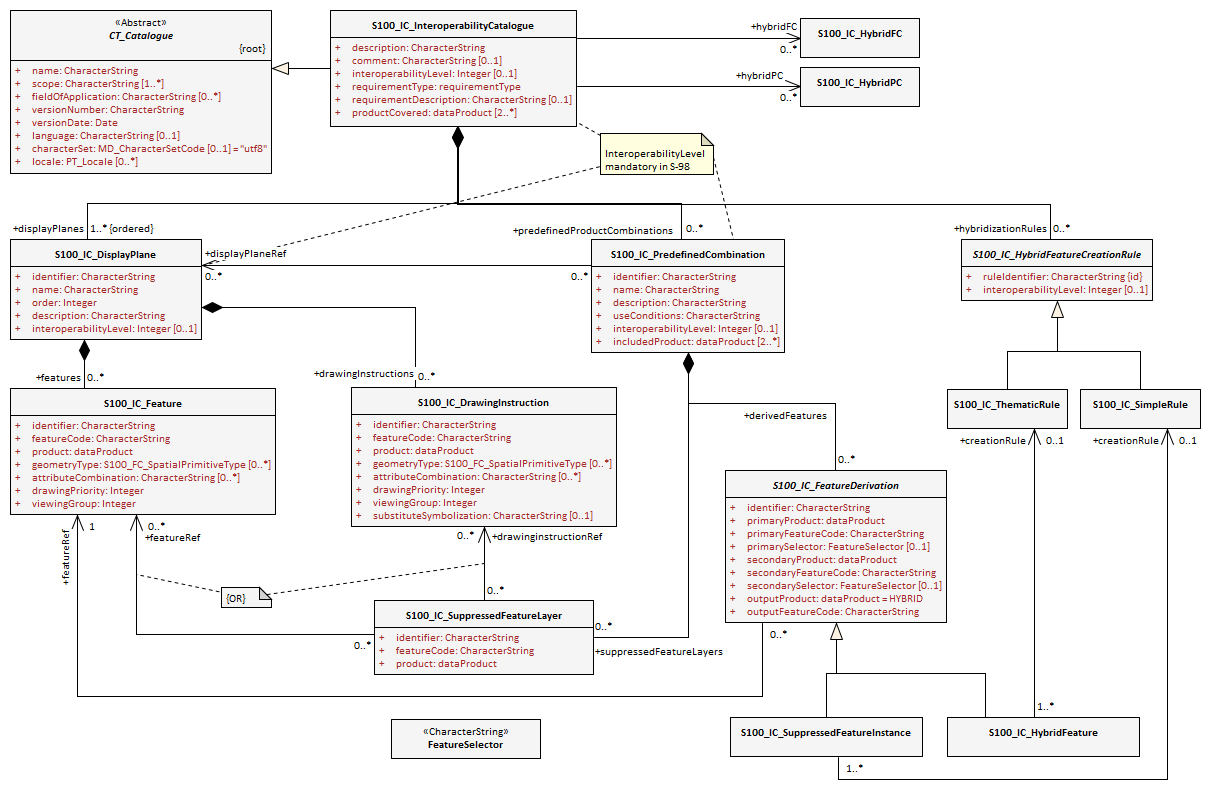 «Abstract»
CT_Catalogue
{root}
+ name: CharacterString
+ scope: CharacterString [1..*]
+ fieldOfApplication: CharacterString [0..*]
+ versionNumber: CharacterString
+ versionDate: Date
+ language: CharacterString [0..1]
+ characterSet: MD_CharacterSetCode [0..1] = "utf8"
+ locale: PT_Locale [0..*]
S100_IC_InteroperabilityCatalogue
+ description: CharacterString
+ comment: CharacterString [0..1]
+ interoperabilityLevel: Integer [0..1]
+ requirementType: requirementType
+ requirementDescription: CharacterString [0..1]
+ productCovered: dataProduct [2..*]
+hybridFC
0..*
S100_IC_HybridFC
+hybridPC
0..*
S100_IC_HybridPC
InteroperabilityLevel
mandatory in S-98
+displayPlanes
1..* {ordered}
+predefinedProductCombinations
0..*
+hybridizationRules
0..*
S100_IC_DisplayPlane
+ identifier: CharacterString
+ name: CharacterString
+ order: Integer
+ description: CharacterString
+ interoperabilityLevel: Integer [0..1]
+displayPlaneRef
0..*
0..*
S100_IC_PredefinedCombination
+ identifier: CharacterString
+ name: CharacterString
+ description: CharacterString
+ useConditions: CharacterString
+ interoperabilityLevel: Integer [0..1]
+ includedProduct: dataProduct [2..*]
S100_IC_HybridFeatureCreationRule
+ ruleIdentifier: CharacterString {id}
+ interoperabilityLevel: Integer [0..1]
+features
0..*
+drawingInstructions
0..*
S100_IC_Feature
+ identifier: CharacterString
+ featureCode: CharacterString
+ product: dataProduct
+ geometryType: S100_FC_SpatialPrimitiveType [0..*]
+ attributeCombination: CharacterString [0..*]
+ drawingPriority: Integer
+ viewingGroup: Integer
S100_IC_DrawingInstruction
+ identifier: CharacterString
+ featureCode: CharacterString
+ product: dataProduct
+ geometryType: S100_FC_SpatialPrimitiveType [0..*]
+ attributeCombination: CharacterString [0..*]
+ drawingPriority: Integer
+ viewingGroup: Integer
+ substituteSymbolization: CharacterString [0..1]
S100_IC_ThematicRule
S100_IC_SimpleRule
+creationRule
0..1
+creationRule
0..1
+derivedFeatures
0..*
S100_IC_FeatureDerivation
+ identifier: CharacterString
+ primaryProduct: dataProduct
+ primaryFeatureCode: CharacterString
+ primarySelector: FeatureSelector [0..1]
+ secondaryProduct: dataProduct
+ secondaryFeatureCode: CharacterString
+ secondarySelector: FeatureSelector [0..1]
+ outputProduct: dataProduct = HYBRID
+ outputFeatureCode: CharacterString
1
+featureRef
0..*
+featureRef
0..*
+drawinginstructionRef
{OR}
0..*
S100_IC_SuppressedFeatureLayer
+ identifier: CharacterString
+ featureCode: CharacterString
+ product: dataProduct
0..*
0..*
+suppressedFeatureLayers
0..*
«CharacterString»
FeatureSelector
1..*
S100_IC_SuppressedFeatureInstance
S100_IC_HybridFeature
1..*